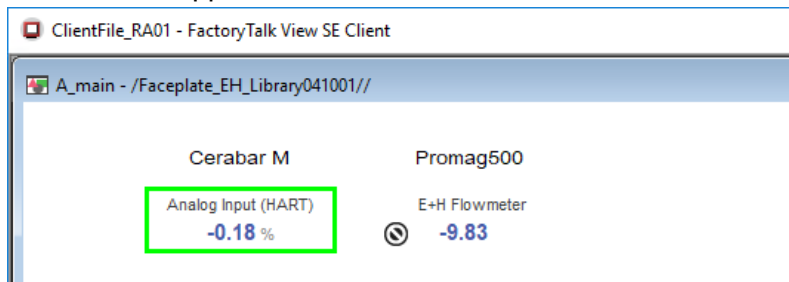 ClientFile_RA01 - FactoryTalk View SE Client
A_main - /Faceplate_EH_Library041001//
Cerabar M
Promag500
Analog Input (HART)
E+H Flowmeter
-0.18 %
-9.83